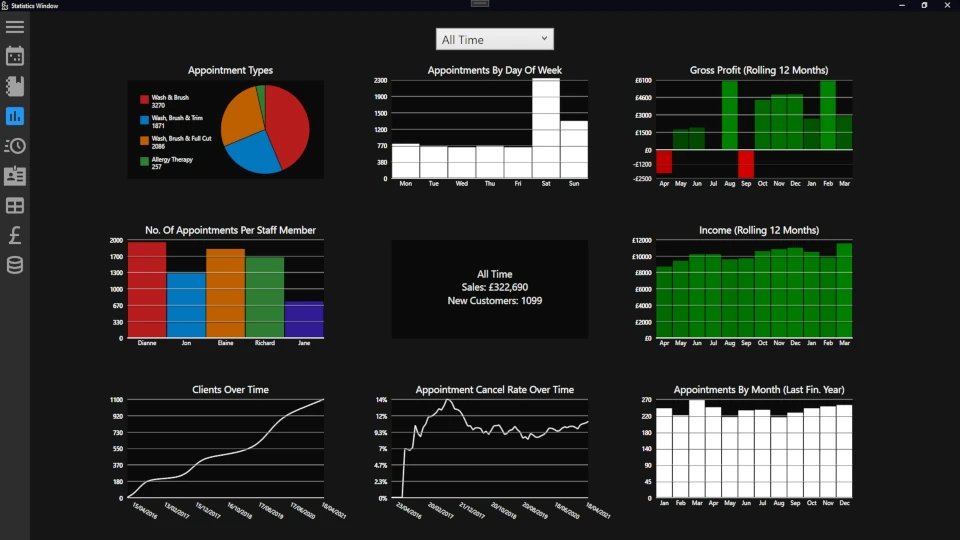 Statistics Window
All Time
Appointment Types
Wash & Brush
3270
Wash, Brush & Trim
1871
Wash, Brush & Full Cut
2086
Allergy Therapy
257
Appointments By Day Of Week
2300
1900
1500
1200
770
380
0
Mon Tue Wed Thu Fri Sat Sun
Gross Profit (Rolling 12 Months)
£6100
£4600
£3000
£1500
£0
-£1200
-£2500
Apr May Jun Jul Aug Sep Oct Nov Dec Jan Feb Mar
No. Of Appointments Per Staff Member
2000
1700
1300
1000
670
330
0
Dianne Jon Elaine Richard Jane
All Time
Sales: £322,690
New Customers: 1099
Income (Rolling 12 Months)
£12000
£10000
£8000
£6000
£4000
£2000
£0
Apr May Jun Jul Aug Sep Oct Nov Dec Jan Feb Mar
Clients Over Time
1100
920
730
550
370
180
0
15/04/2016 13/02/2017 15/12/2017 16/10/2018 17/08/2019 17/06/2020 18/04/2021
Appointment Cancel Rate Over Time
14%
12%
9.3%
7%
4.7%
2.3%
0%
23/04/2016 20/02/2017 21/12/2017 20/10/2018 20/08/2019 19/06/2020 18/04/2021
Appointments By Month (Last Fin. Year)
270
220
180
140
90
45
0
Jan Feb Mar Apr May Jun Jul Aug Sep Oct Nov Dec